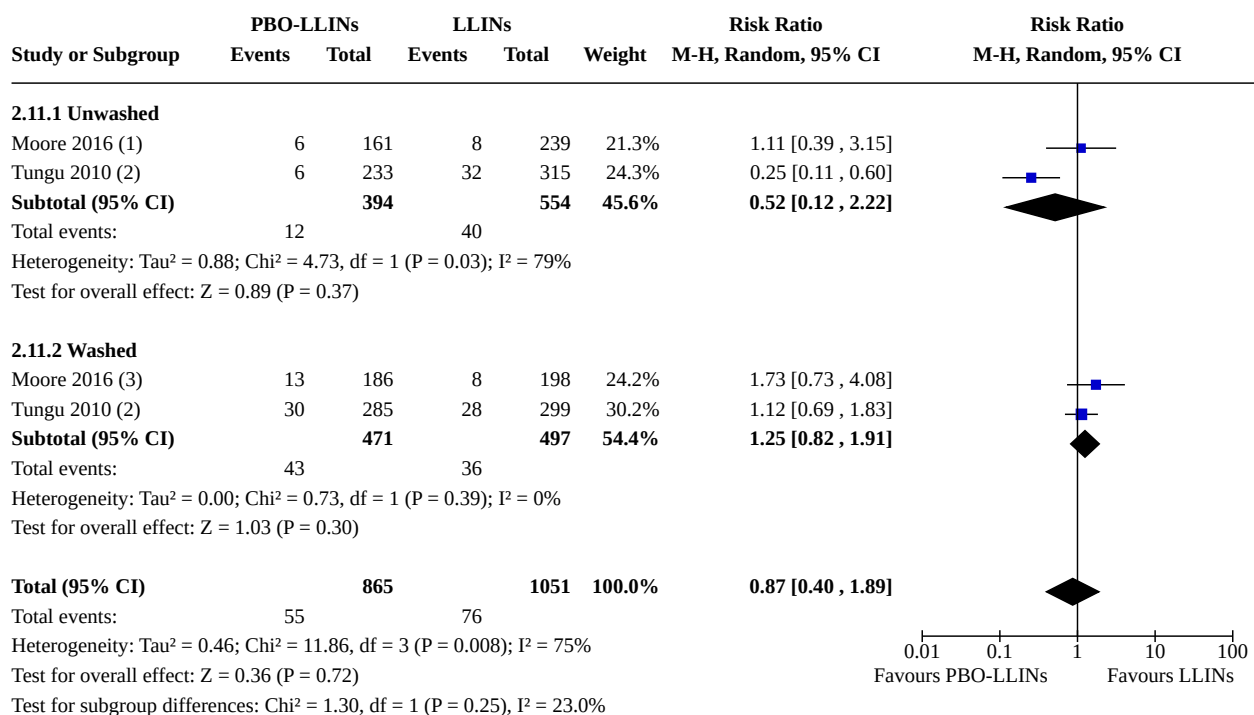 PBO-LLINs LLINs Risk Ratio Risk Ratio
Study or Subgroup Events Total Events Total Weight M-H, Random, 95% CI M-H, Random, 95% CI
2.11.1 Unwashed
Moore 2016 (1) 6 161 8 239 21.3% 1.11 [0.39 , 3.15]
Tungu 2010 (2) 6 233 32 315 24.3% 0.25 [0.11 , 0.60]
Subtotal (95% CI) 394 554 45.6% 0.52 [0.12 , 2.22]
Total events: 12 40
Heterogeneity: Tau² = 0.88; Chi² = 4.73, df = 1 (P = 0.03); I² = 79%
Test for overall effect: Z = 0.89 (P = 0.37)
2.11.2 Washed
Moore 2016 (3) 13 186 8 198 24.2% 1.73 [0.73 , 4.08]
Tungu 2010 (2) 30 285 28 299 30.2% 1.12 [0.69 , 1.83]
Subtotal (95% CI) 471 497 54.4% 1.25 [0.82 , 1.91]
Total events: 43 36
Heterogeneity: Tau² = 0.00; Chi² = 0.73, df = 1 (P = 0.39); I² = 0%
Test for overall effect: Z = 1.03 (P = 0.30)
Total (95% CI) 865 1051 100.0% 0.87 [0.40 , 1.89]
Total events: 55 76
Heterogeneity: Tau² = 0.46; Chi² = 11.86, df = 3 (P = 0.008); I² = 75%
0.01 0.1 1 10 100
Test for overall effect: Z = 0.36 (P = 0.72)
Favours PBO-LLINs Favours LLINs
Test for subgroup differences: Chi² = 1.30, df = 1 (P = 0.25), I² = 23.0%